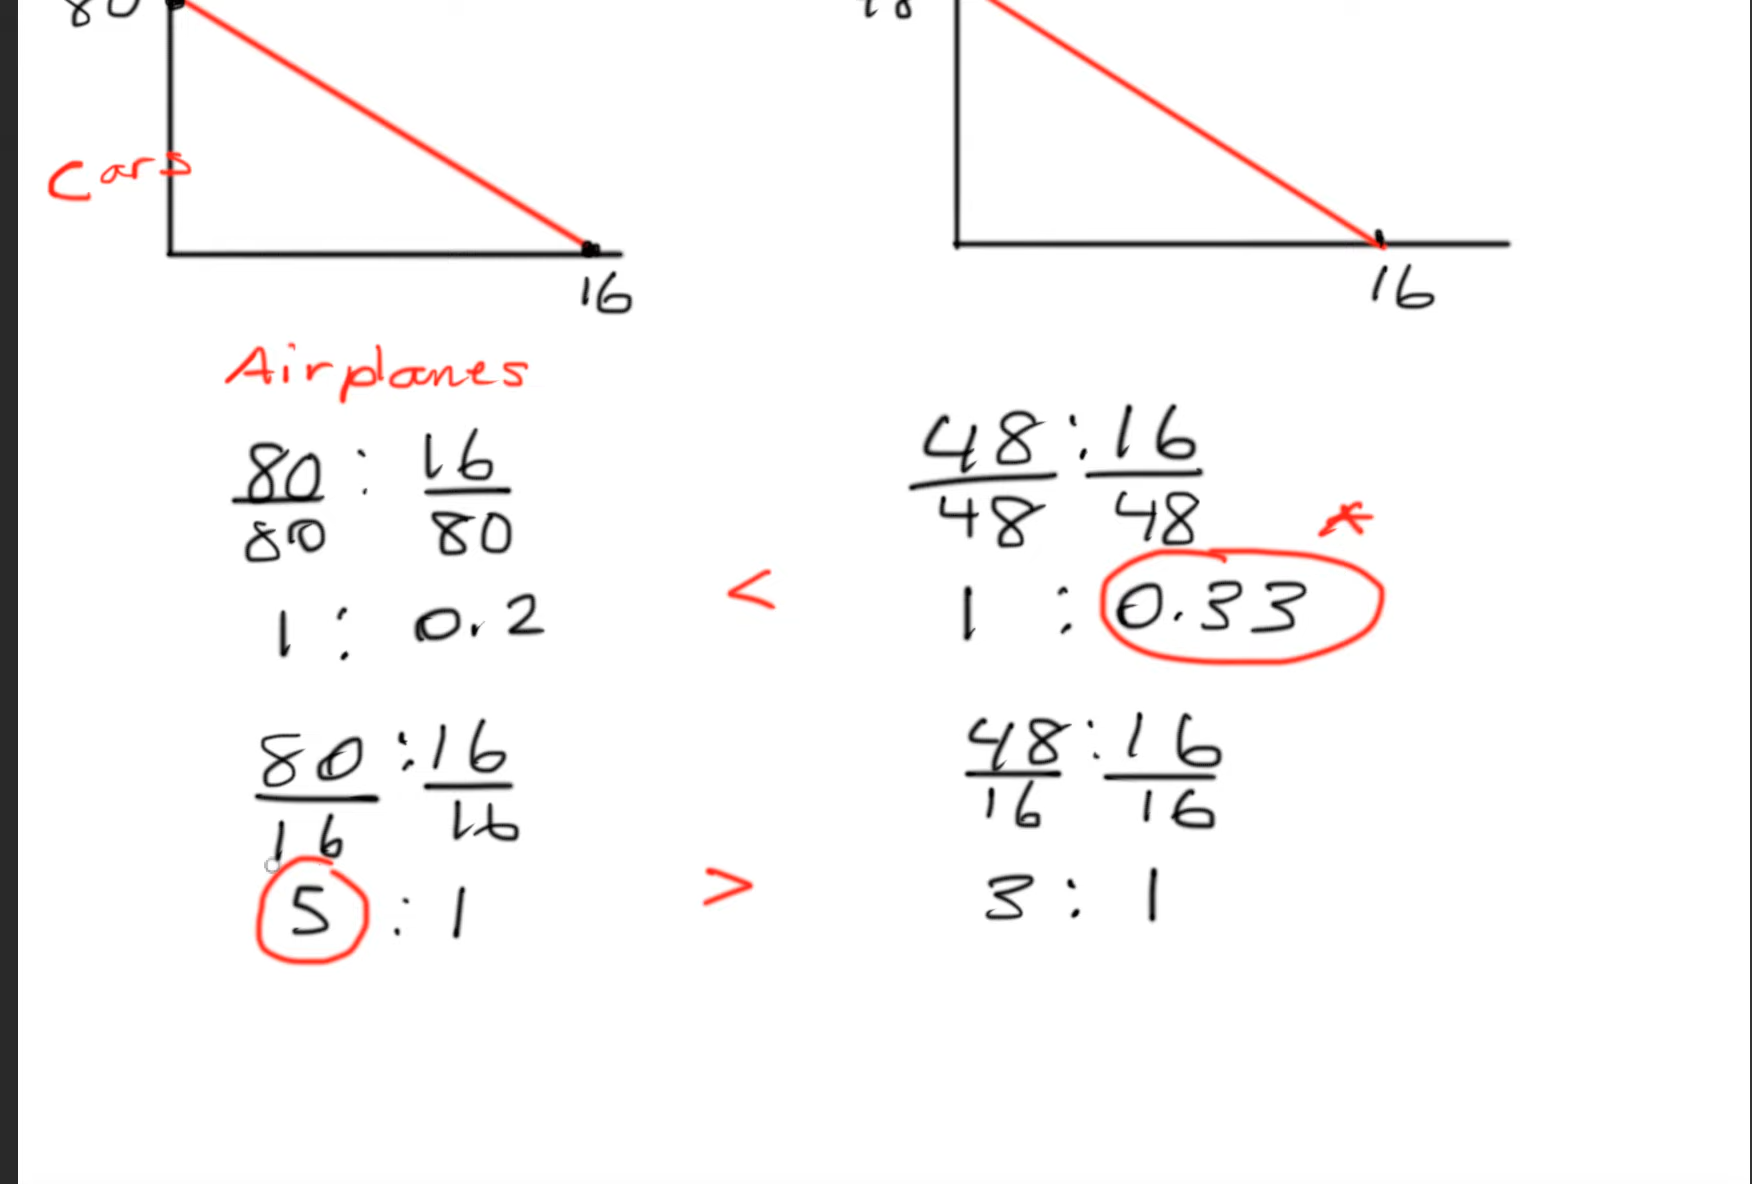 80 48
Cars
16 16
Airplanes
80 : 16 48 : 16
80 80 48 48 *
1 : 0.2 < 1 : 0.33
80 : 16 48 : 16
16 16 16 16
5 : 1 > 3 : 1